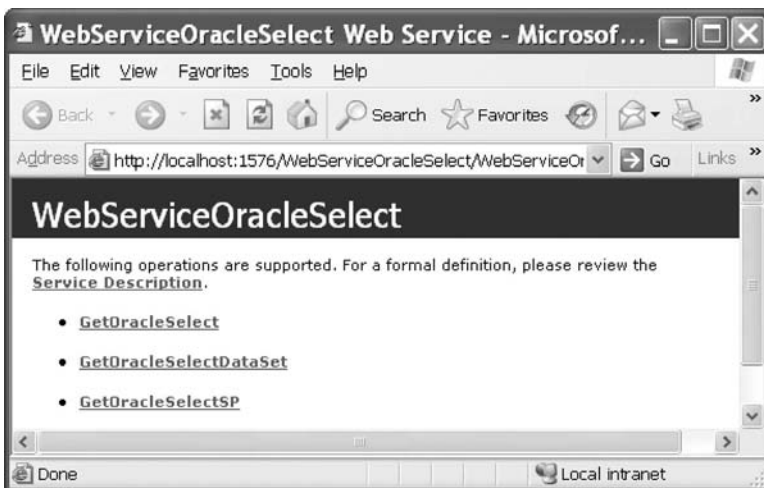 WebServiceOracleSelect Web Service - Microsof...
File Edit View Favorites Tools Help
Back Search Favorites »
Address http://localhost:1576/WebServiceOracleSelect/WebServiceOr Go Links »
WebServiceOracleSelect
The following operations are supported. For a formal definition, please review the
Service Description.
• GetOracleSelect
• GetOracleSelectDataSet
• GetOracleSelectSP
Done Local intranet